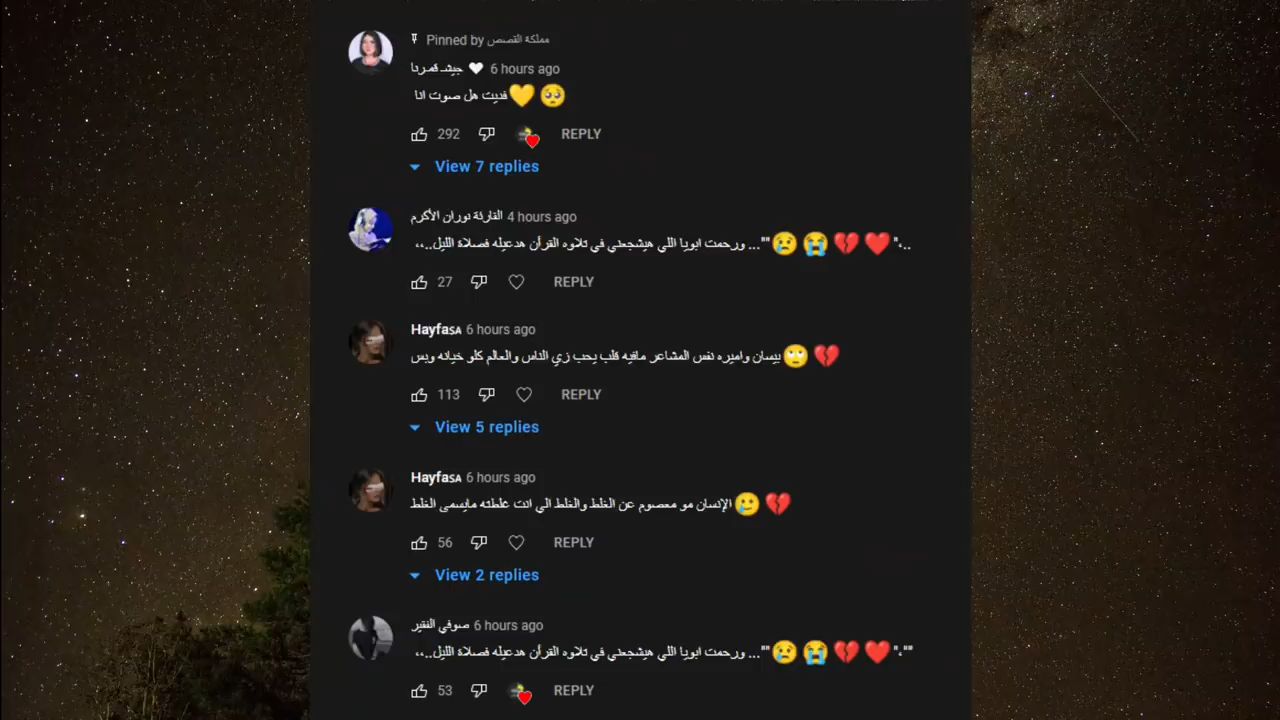 Pinned by مملكة القصص
جيشـ قمرنا 🤍 6 hours ago
فديت هل صوت انا💛🥺
292 REPLY
View 7 replies
القارئة نوران الأكرم 4 hours ago
،،..ورحمت ابويا اللي هيشجعني في تلاوه القرأن هدعيله فصلاة الليل ...""😢😭💔❤️"،..
27 REPLY
HayfaSA 6 hours ago
بيسان واميره نفس المشاعر مافيه قلب يحب زي الناس والعالم كلو خيانه وبس🙄💔
113 REPLY
View 5 replies
HayfaSA 6 hours ago
الإنسان مو معصوم عن الغلط والغلط الي انت غلطته مايسمى الغلط🥲💔
56 REPLY
View 2 replies
صوفي الفقير 6 hours ago
،،..ورحمت ابويا اللي هيشجعني في تلاوه القرأن هدعيله فصلاة الليل ...""😢😭💔❤️"،""
53 REPLY